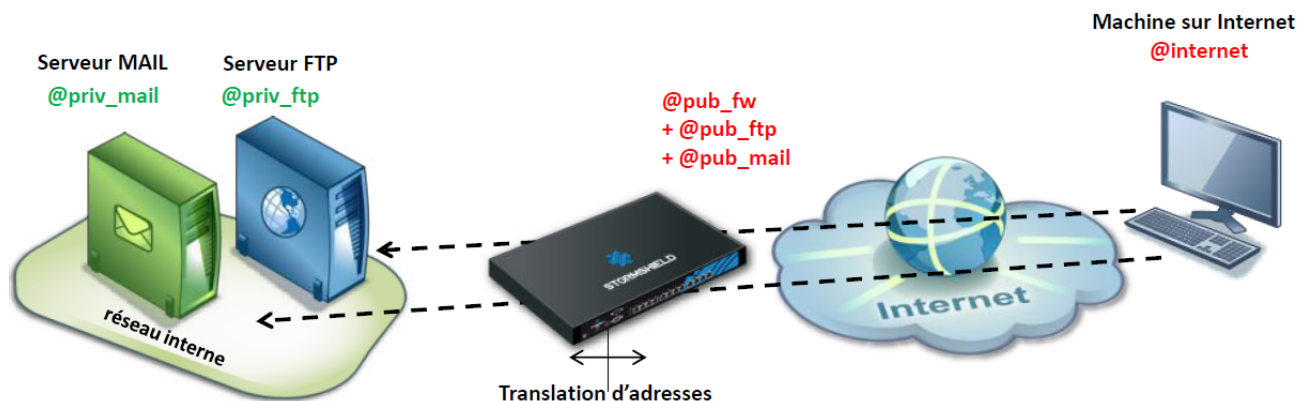 Machine sur Internet
@internet
Serveur MAIL
@priv_mail
Serveur FTP
@priv_ftp
@pub_fw
+ @pub_ftp
+ @pub_mail
STORMSHIELD
Internet
réseau interne
Translation d’adresses